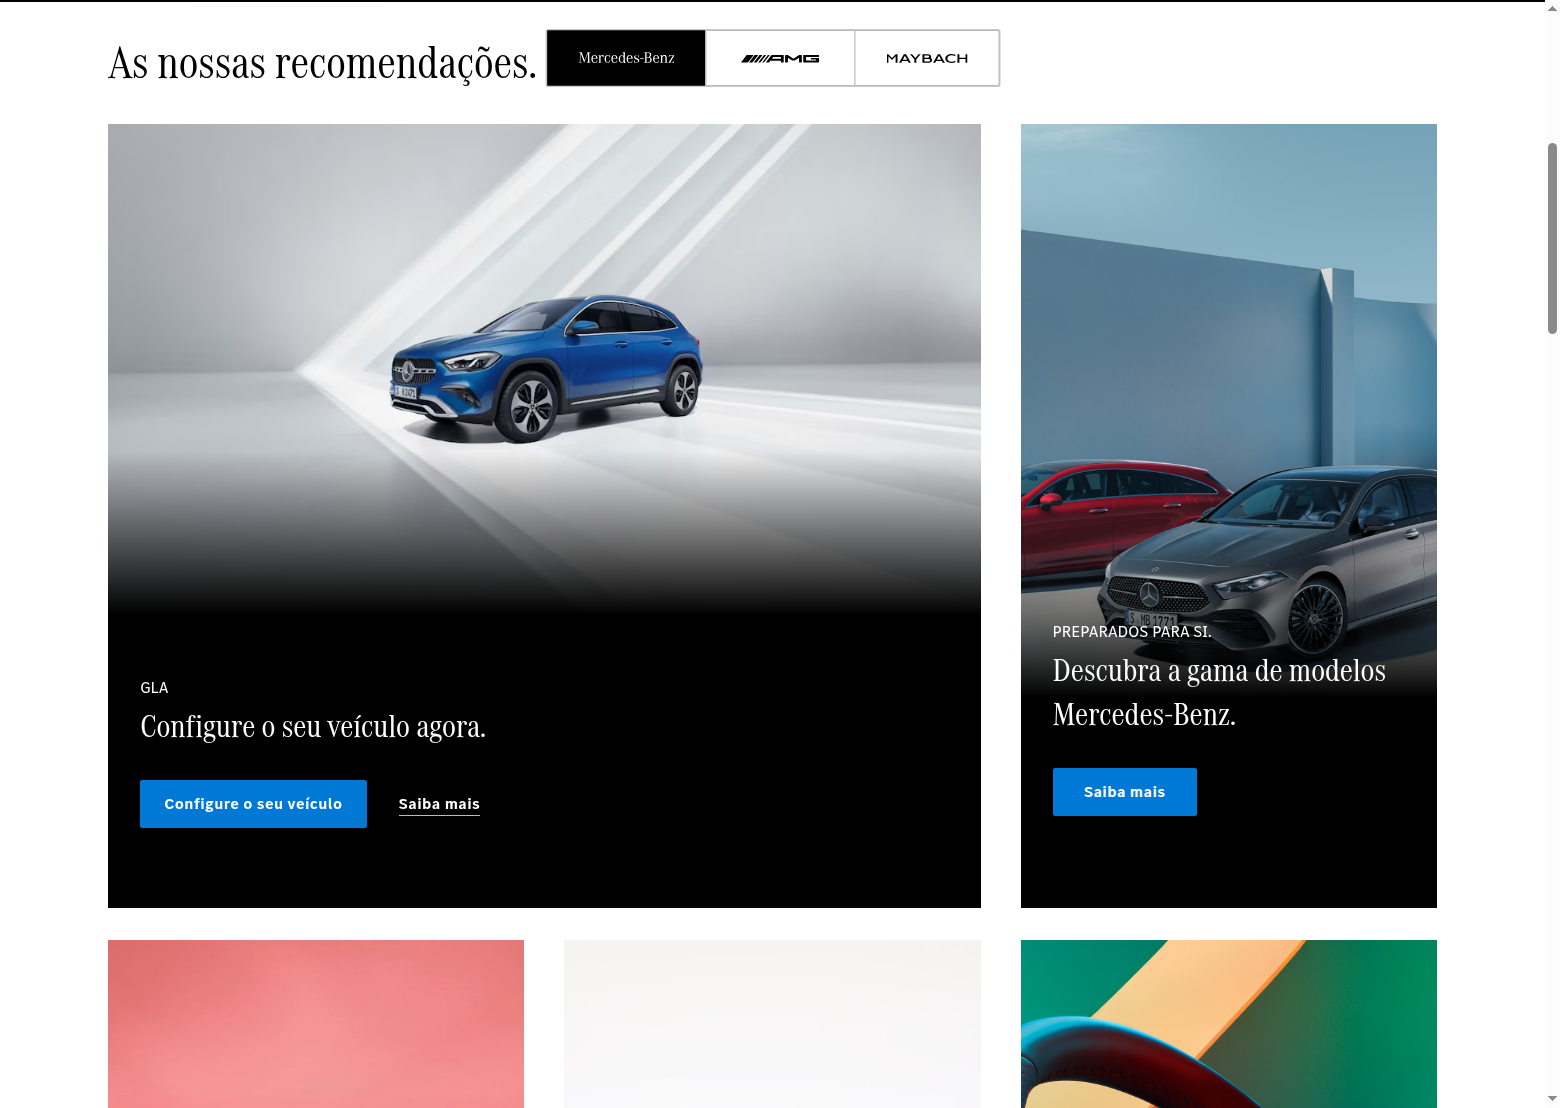 As nossas recomendações.
Mercedes-Benz
AMG
MAYBACH
GLA
Configure o seu veículo agora.
Configure o seu veículo
Saiba mais
PREPARADOS PARA SI.
Descubra a gama de modelos
Mercedes-Benz.
Saiba mais